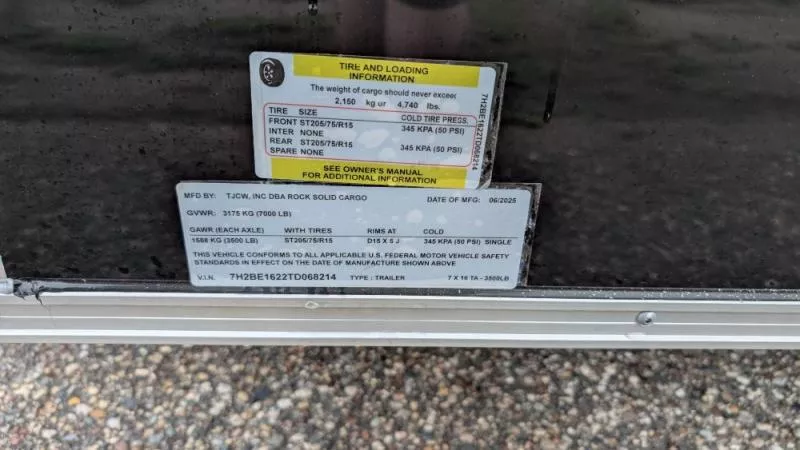 TIRE AND LOADING
INFORMATION
The weight of cargo should never exceed
2,150 kg or 4,740 lbs.
TIRE SIZE COLD TIRE PRESS.
FRONT ST205/75/R15 345 KPA (50 PSI)
INTER NONE
REAR ST205/75/R15 345 KPA (50 PSI)
SPARE NONE
SEE OWNER'S MANUAL
FOR ADDITIONAL INFORMATION
7H2BE1622TD068214
MFD BY: TJCW, INC DBA ROCK SOLID CARGO DATE OF MFG: 06/2025
GVWR: 3175 KG (7000 LB)
GAWR (EACH AXLE) WITH TIRES RIMS AT COLD
1588 KG (3500 LB) ST205/75/R15 D15 X 5 J 345 KPA (50 PSI) SINGLE
THIS VEHICLE CONFORMS TO ALL APPLICABLE U.S. FEDERAL MOTOR VEHICLE SAFETY
STANDARDS IN EFFECT ON THE DATE OF MANUFACTURE SHOWN ABOVE
V.I.N. 7H2BE1622TD068214 TYPE: TRAILER 7 X 16 TA - 3500LB